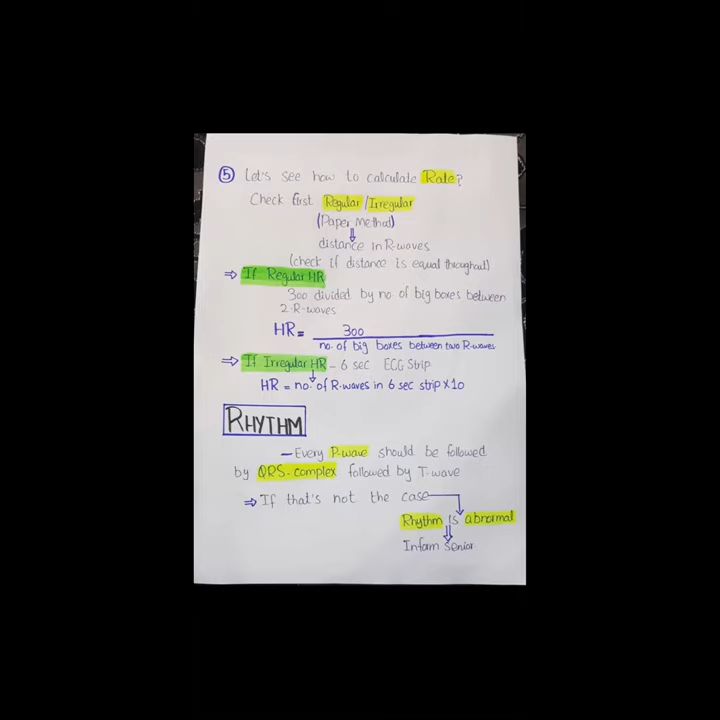 ⑤ Let's see how to calculate Rate?
Check first Regular/Irregular
(Paper Method)
distance in R-waves
(check if distance is equal throughout)
⇒ If Regular HR
300 divided by no. of big boxes between
2-R-waves
HR = 300
no. of big boxes between two R-waves
⇒ If Irregular HR - 6 sec ECG Strip
HR = no. of R-waves in 6 sec strip × 10
RHYTHM
- Every P-wave should be followed
by QRS-complex followed by T-wave
⇒ If that's not the case
Rhythm is abnormal
Inform Senior